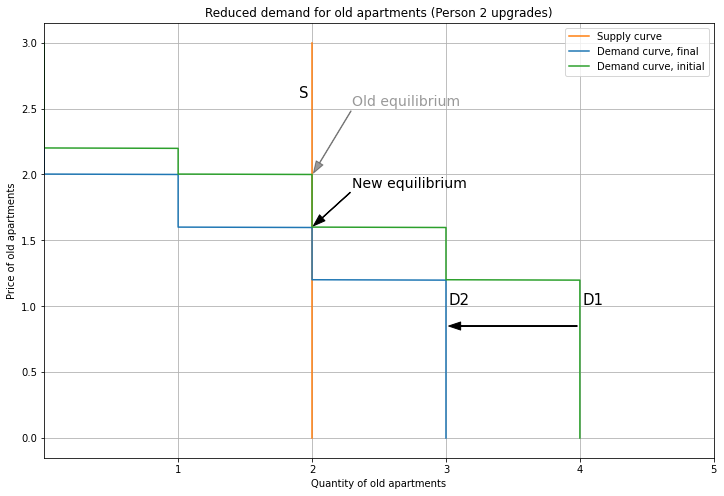 Reduced demand for old apartments (Person 2 upgrades)
Supply curve
Demand curve, final
Demand curve, initial
S
Old equilibrium
New equilibrium
D2
D1
Price of old apartments
3.0
2.5
2.0
1.5
1.0
0.5
0.0
1
2
3
4
5
Quantity of old apartments